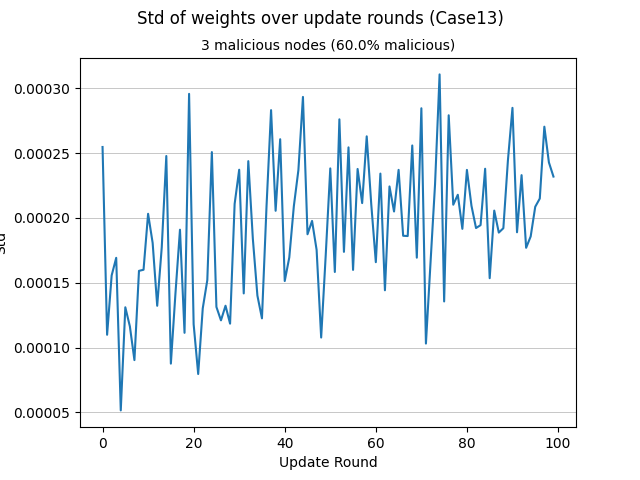 Std of weights over update rounds (Case13)
3 malicious nodes (60.0% malicious)
0.00030
0.00025
0.00020
0.00015
0.00010
0.00005
Std
0 20 40 60 80 100
Update Round